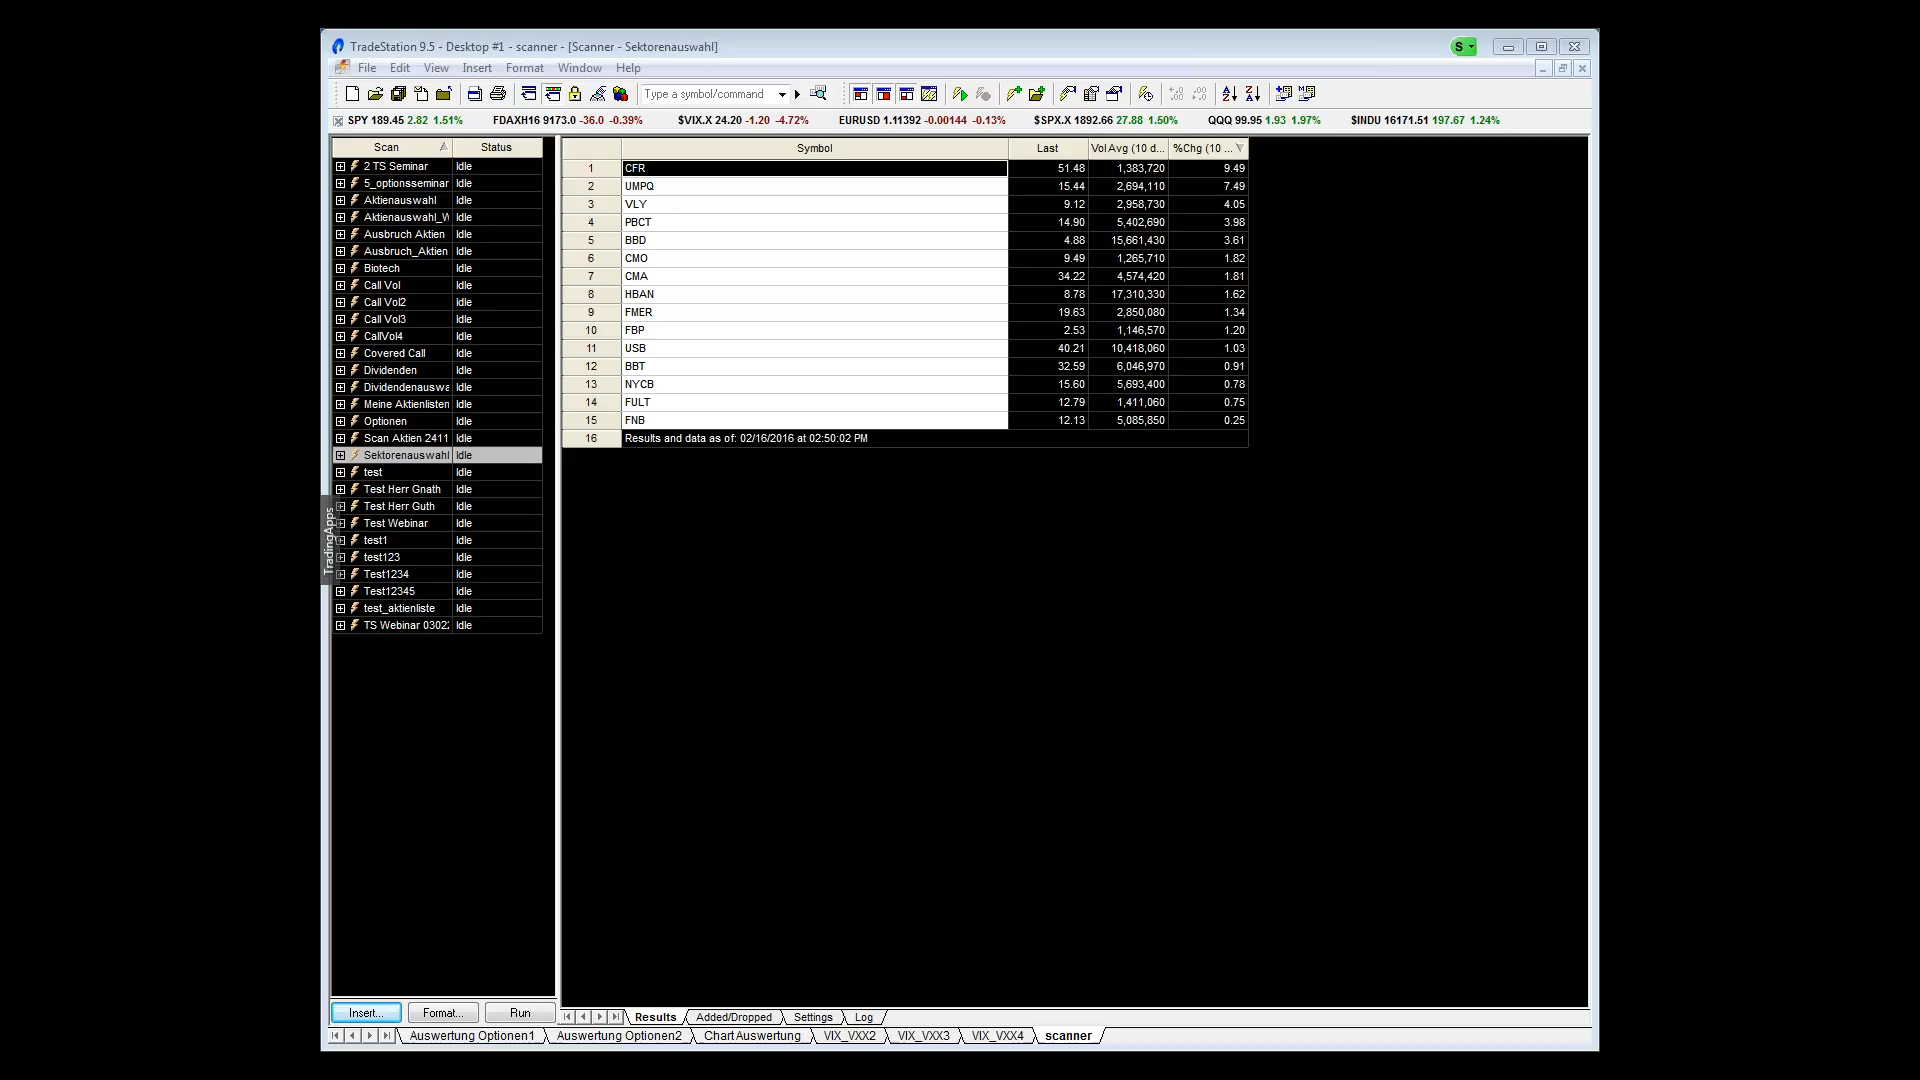 TradeStation 9.5 - Desktop #1 - scanner - [Scanner - Sektorenauswahl]
S
File Edit View Insert Format Window Help
Type a symbol/command
SPY 189.45 2.82 1.51% FDAXH16 9173.0 -36.0 -0.39% $VIX.X 24.20 -1.20 -4.72% EURUSD 1.11392 -0.00144 -0.13% $SPX.X 1892.66 27.88 1.50% QQQ 99.95 1.93 1.97% $INDU 16171.51 197.67 1.24%
Scan Status
2 TS Seminar Idle
5_optionsseminar Idle
Aktienauswahl Idle
Aktienauswahl_W Idle
Ausbruch Aktien Idle
Ausbruch_Aktien Idle
Biotech Idle
Call Vol Idle
Call Vol2 Idle
Call Vol3 Idle
CallVol4 Idle
Covered Call Idle
Dividenden Idle
Dividendenauswa Idle
Meine Aktienlisten Idle
Optionen Idle
Scan Aktien 2411 Idle
Sektorenauswahl Idle
test Idle
Test Herr Gnath Idle
Test Herr Guth Idle
Test Webinar Idle
test1 Idle
test123 Idle
Test1234 Idle
Test12345 Idle
test_aktienliste Idle
TS Webinar 0302 Idle
TradingApps
Symbol Last Vol Avg (10 d... %Chg (10 ...
1 CFR 51.48 1,383,720 9.49
2 UMPQ 15.44 2,694,110 7.49
3 VLY 9.12 2,958,730 4.05
4 PBCT 14.90 5,402,690 3.98
5 BBD 4.88 15,661,430 3.61
6 CMO 9.49 1,265,710 1.82
7 CMA 34.22 4,574,420 1.81
8 HBAN 8.78 17,310,330 1.62
9 FMER 19.63 2,850,080 1.34
10 FBP 2.53 1,146,570 1.20
11 USB 40.21 10,418,060 1.03
12 BBT 32.59 6,046,970 0.91
13 NYCB 15.60 5,693,400 0.78
14 FULT 12.79 1,411,060 0.75
15 FNB 12.13 5,085,850 0.25
16 Results and data as of: 02/16/2016 at 02:50:02 PM
Insert... Format... Run
Results Added/Dropped Settings Log
Auswertung Optionen1 Auswertung Optionen2 Chart Auswertung VIX_VXX2 VIX_VXX3 VIX_VXX4 scanner